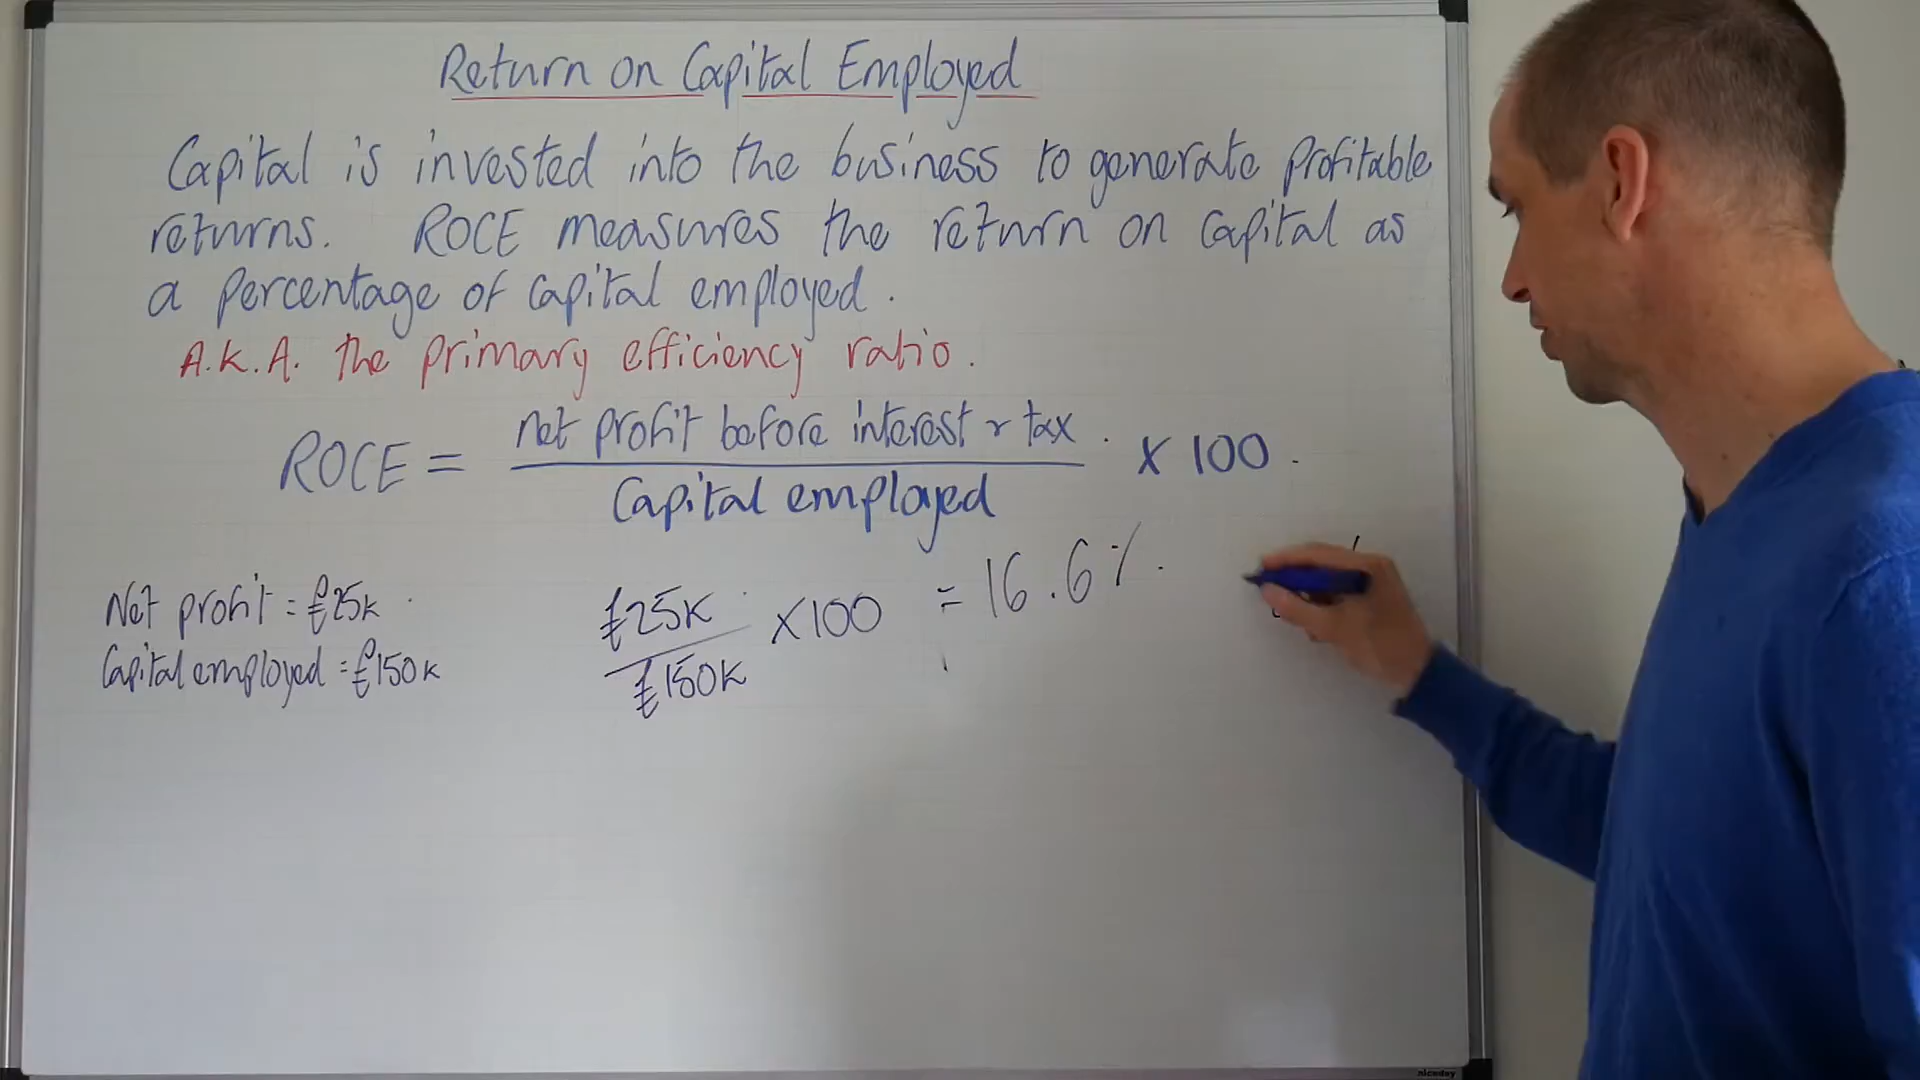 Return on Capital Employed
Capital is invested into the business to generate profitable
returns. ROCE measures the return on capital as
a percentage of capital employed.
A.K.A. the primary efficiency ratio.
ROCE = net profit before interest & tax x 100
Capital employed
Net profit = £25k
Capital employed = £150k
£25k x100 = 16.6%
£150k
niceday